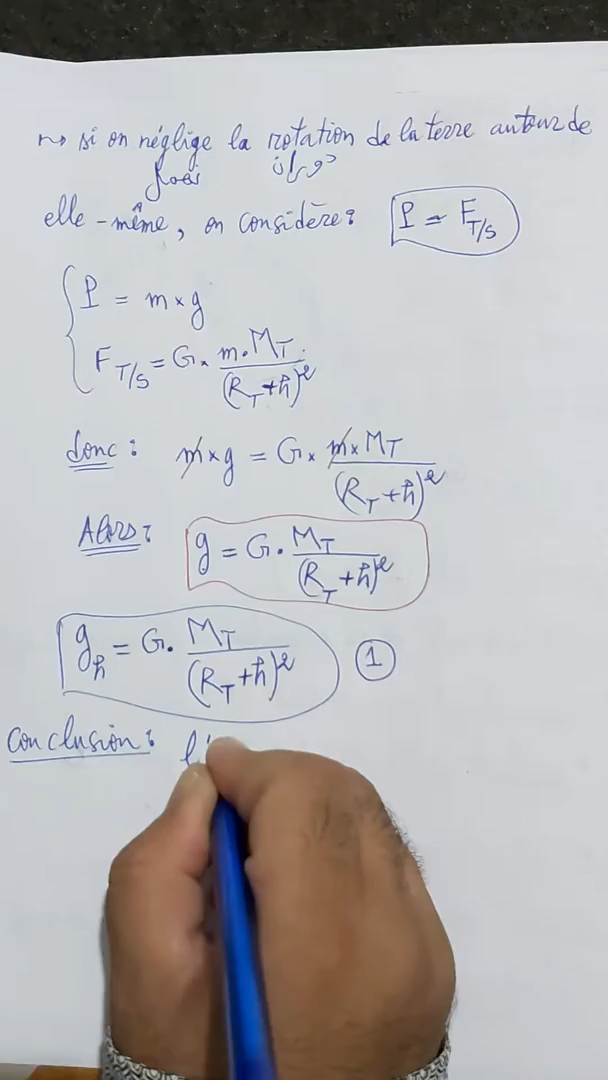 ~> si on néglige la rotation de la terre autour de
elle-même, on considère : P = F_T/S
P = m × g
F_T/S = G × m.M_T / (R_T+h)²
donc : m × g = G × m × M_T / (R_T+h)²
Alors : g = G . M_T / (R_T+h)²
g_h = G . M_T / (R_T+h)² 1
Conclusion : l'